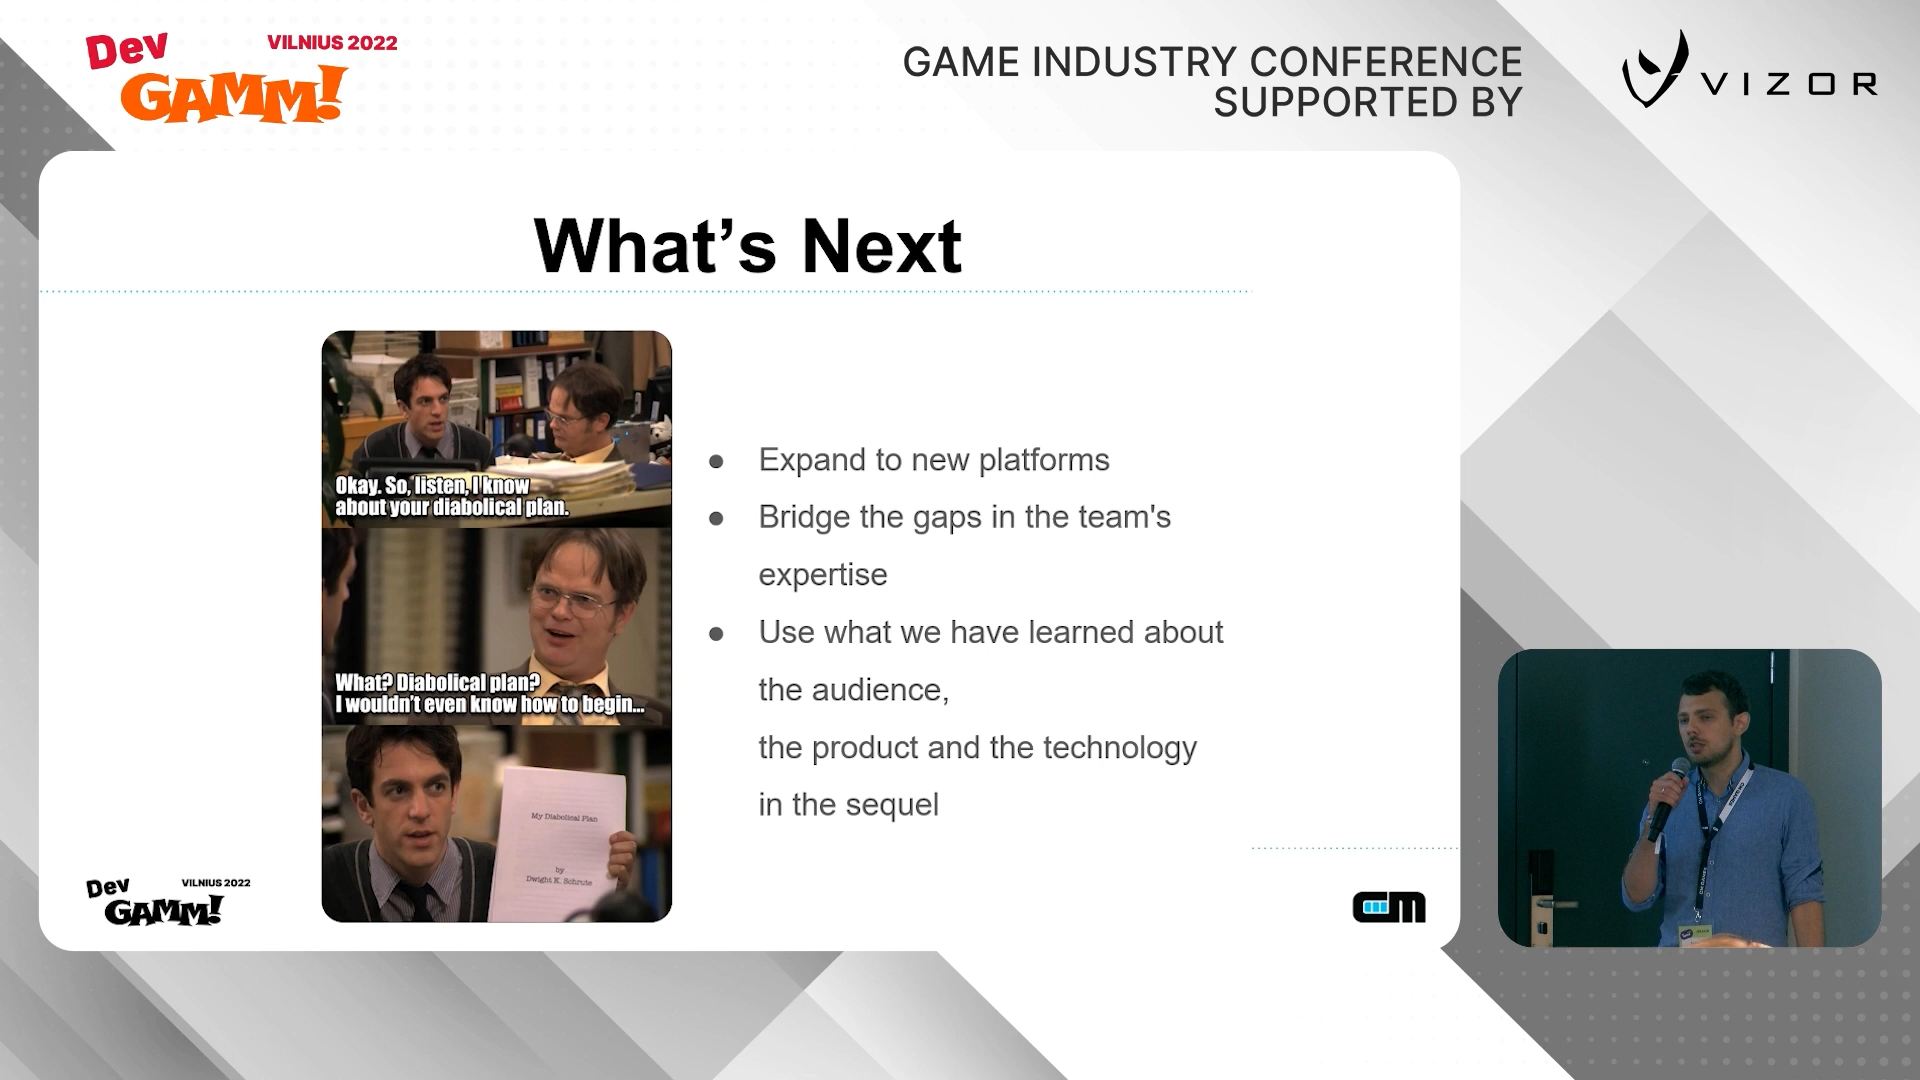 Dev
GAMM!
VILNIUS 2022
GAME INDUSTRY CONFERENCE
SUPPORTED BY
VIZOR
What’s Next
Okay. So, listen, I know
about your diabolical plan.
What? Diabolical plan?
I wouldn't even know how to begin...
My Diabolical Plan
by
Dwight K. Schrute
● Expand to new platforms
● Bridge the gaps in the team's
expertise
● Use what we have learned about
the audience,
the product and the technology
in the sequel
Dev
GAMM!
VILNIUS 2022